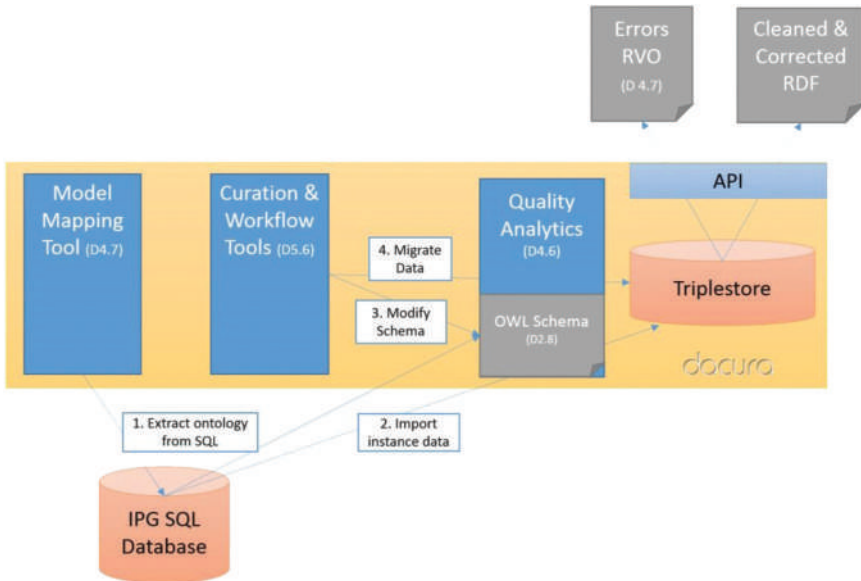 Errors
RVO
(D 4.7)
Cleaned &
Corrected
RDF
Model
Mapping
Tool (D4.7)
Curation &
Workflow
Tools (D5.6)
Quality
Analytics
(D4.6)
API
4. Migrate
Data
3. Modify
Schema
OWL Schema
(D2.8)
Triplestore
dacura
1. Extract ontology
from SQL
2. Import
instance data
IPG SQL
Database